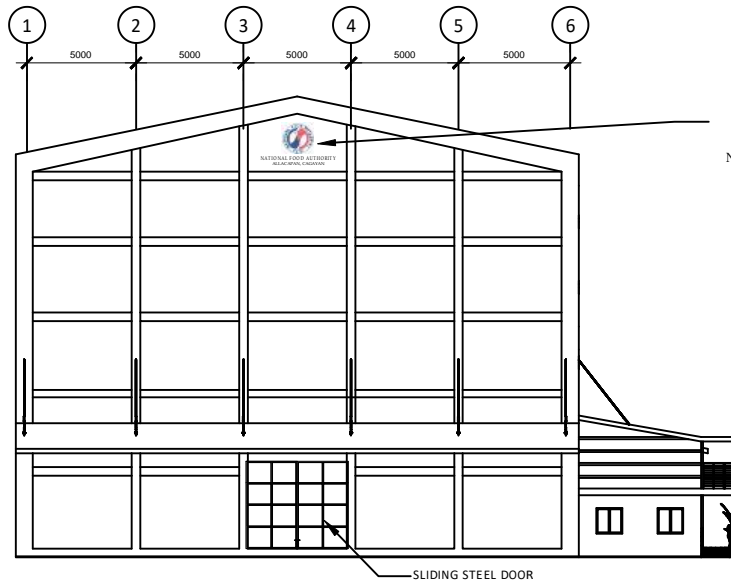 1 2 3 4 5 6
5000 5000 5000 5000 5000
N
NATIONAL FOOD AUTHORITY
ALLACAPAN, CAGAYAN
SLIDING STEEL DOOR